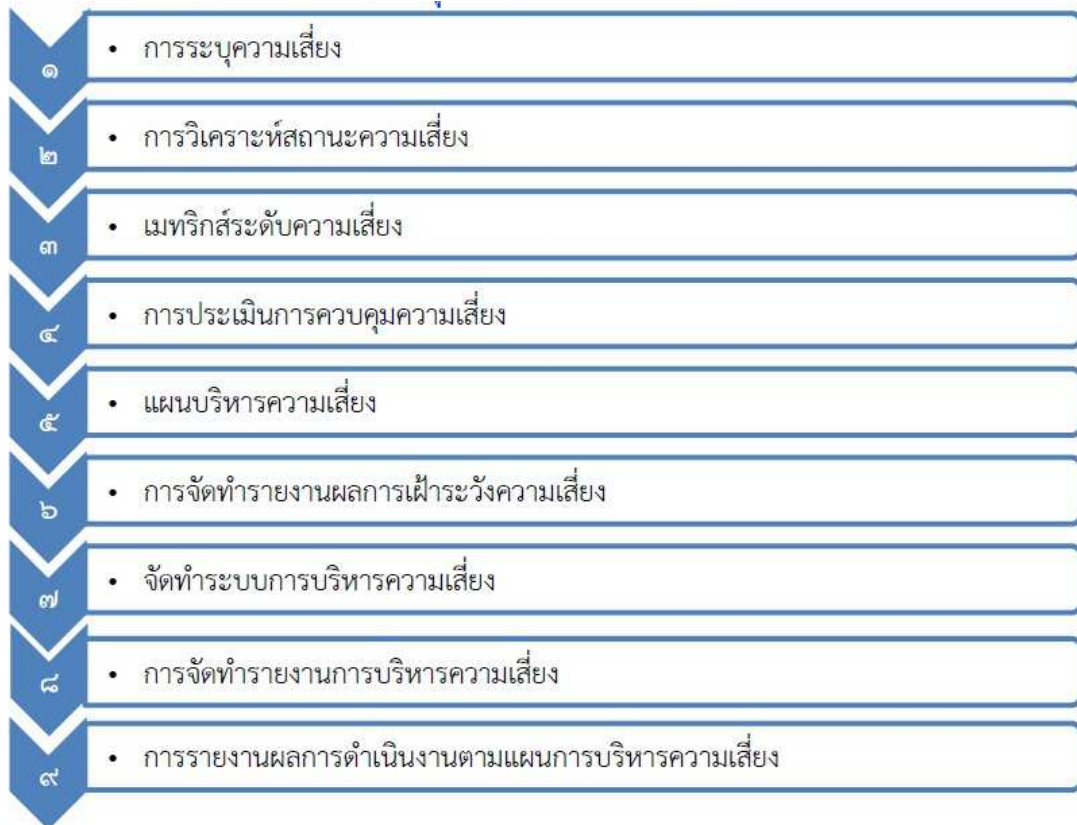 ๑
• การระบุความเสี่ยง
๒
• การวิเคราะห์สถานะความเสี่ยง
๓
• เมทริกส์ระดับความเสี่ยง
๔
• การประเมินการควบคุมความเสี่ยง
๕
• แผนบริหารความเสี่ยง
๖
• การจัดทำรายงานผลการเฝ้าระวังความเสี่ยง
๗
• จัดทำระบบการบริหารความเสี่ยง
๘
• การจัดทำรายงานการบริหารความเสี่ยง
๙
• การรายงานผลการดำเนินงานตามแผนการบริหารความเสี่ยง